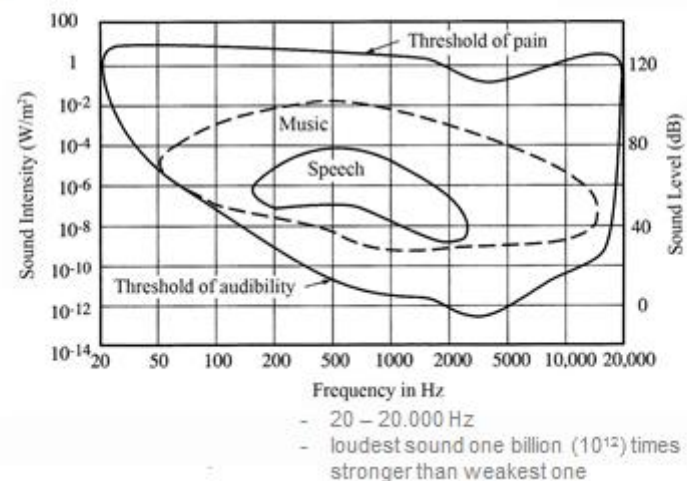 100
1
10-2
10-4
10-6
10-8
10-10
10-12
10-14
Sound Intensity (W/m²)
Threshold of pain
Music
Speech
Threshold of audibility
120
80
40
0
Sound Level (dB)
20 50 100 200 500 1000 2000 5000 10,000 20,000
Frequency in Hz
- 20 – 20.000 Hz
- loudest sound one billion (10¹²) times
stronger than weakest one